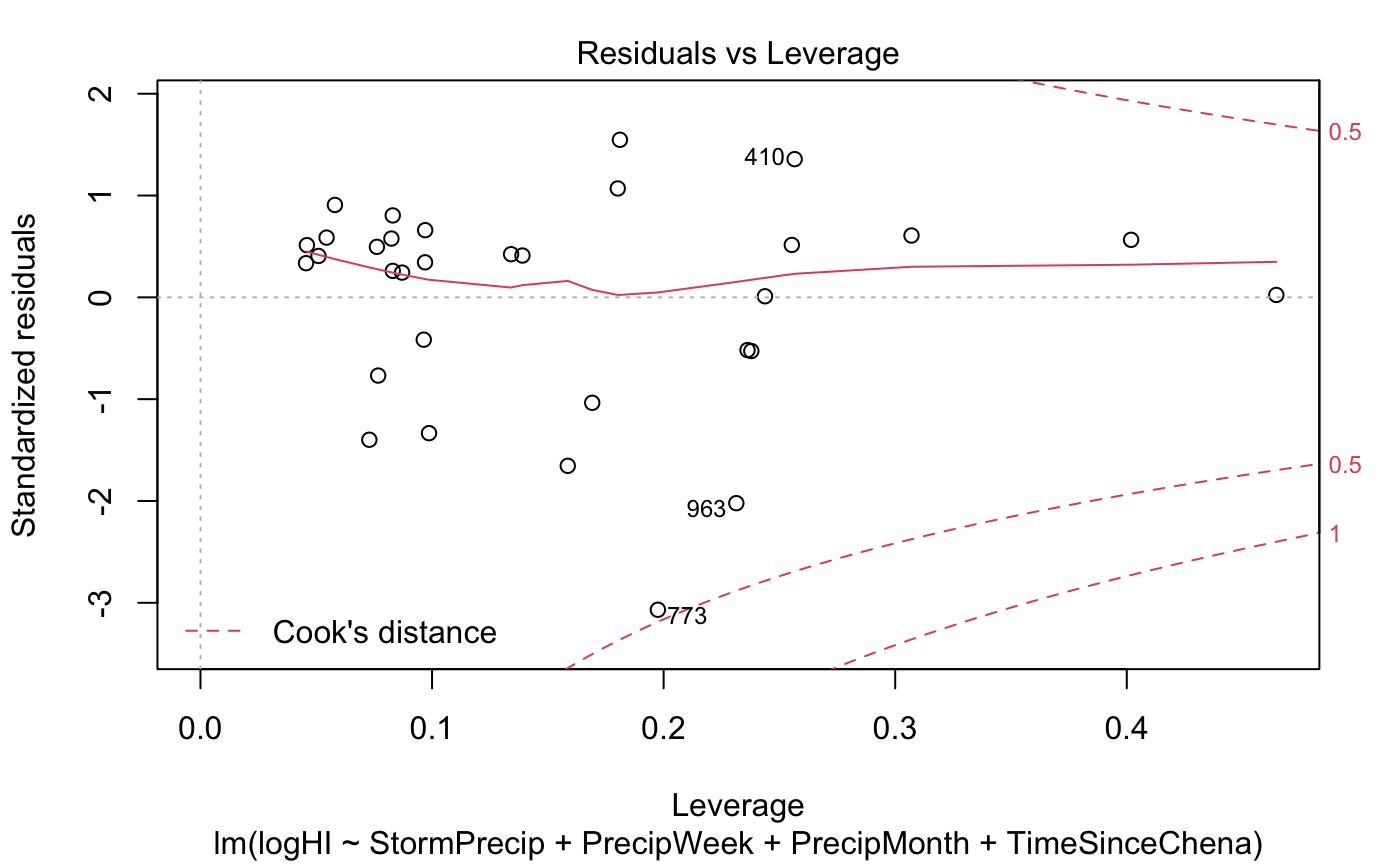 Residuals vs Leverage
Standardized residuals
2
1
0
-1
-2
-3
410
963
773
0.5
0.5
1
Cook's distance
0.0 0.1 0.2 0.3 0.4
Leverage
lm(logHI ~ StormPrecip + PrecipWeek + PrecipMonth + TimeSinceChena)